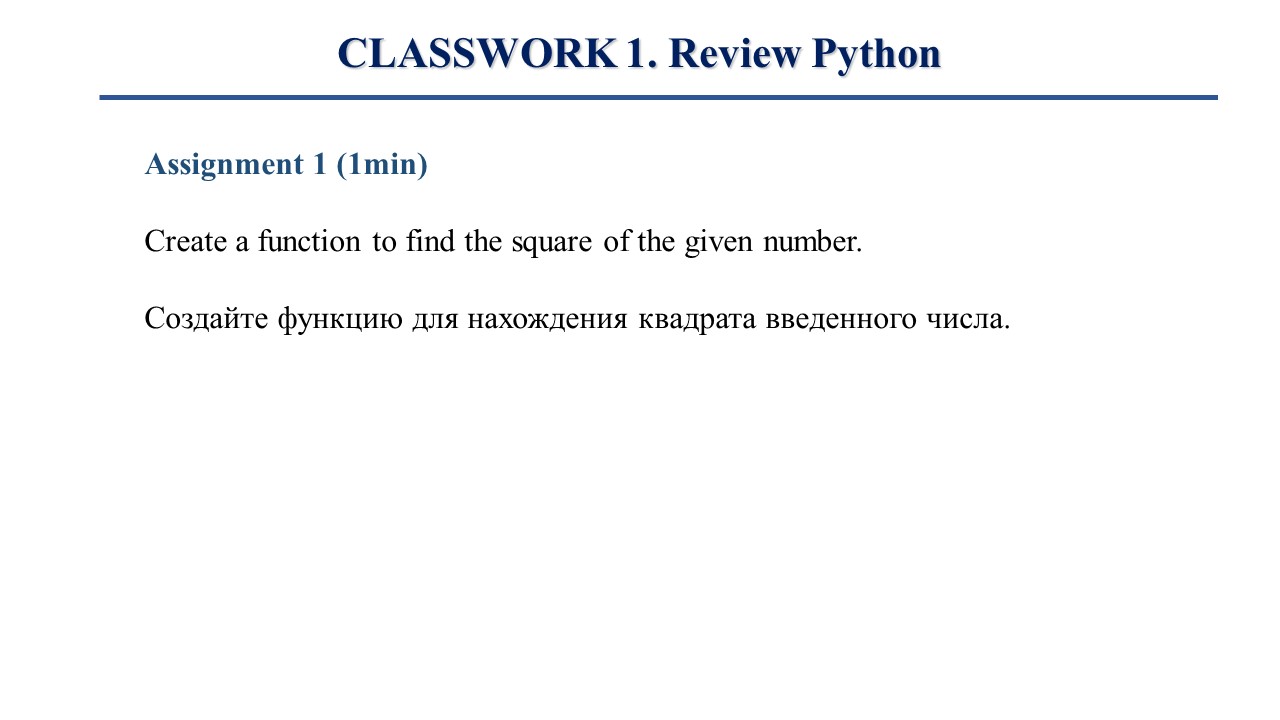 CLASSWORK 1. Review Python
Assignment 1 (1min)
Create a function to find the square of the given number.
Создайте функцию для нахождения квадрата введенного числа.